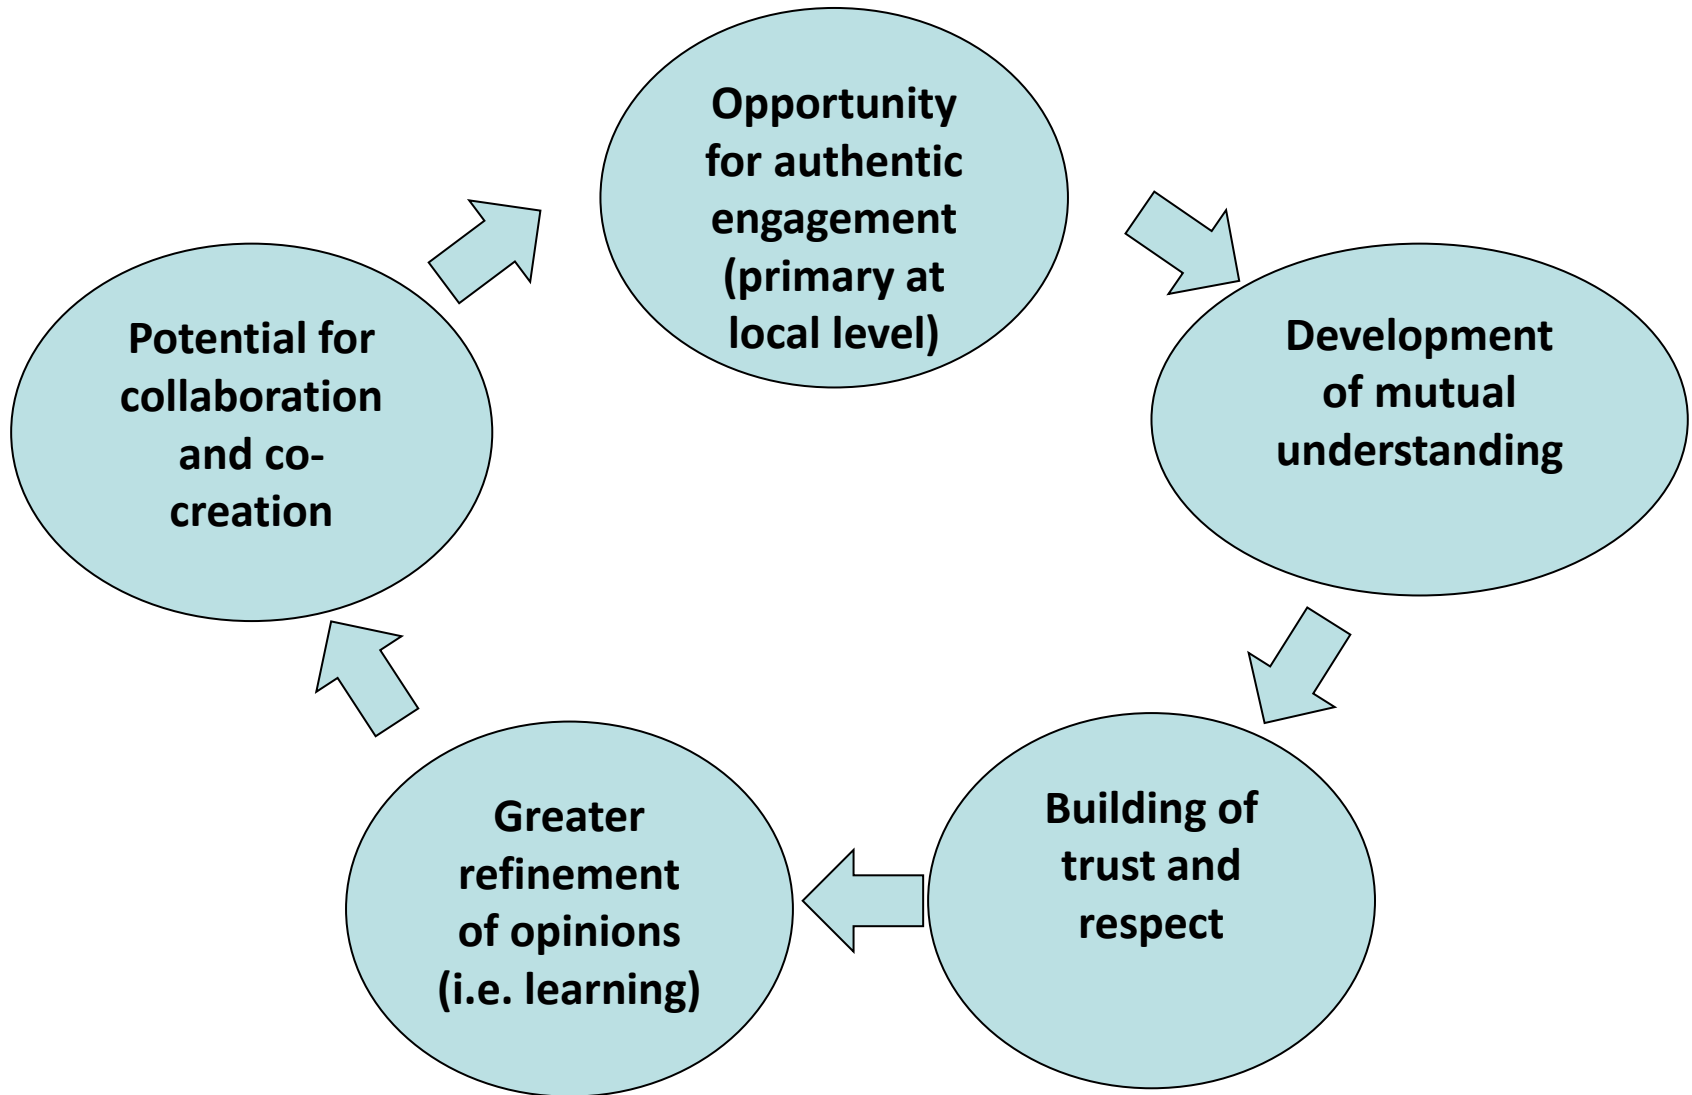 Opportunity
for authentic
engagement
(primary at
local level)
Development
of mutual
understanding
Building of
trust and
respect
Greater
refinement
of opinions
(i.e. learning)
Potential for
collaboration
and co-
creation